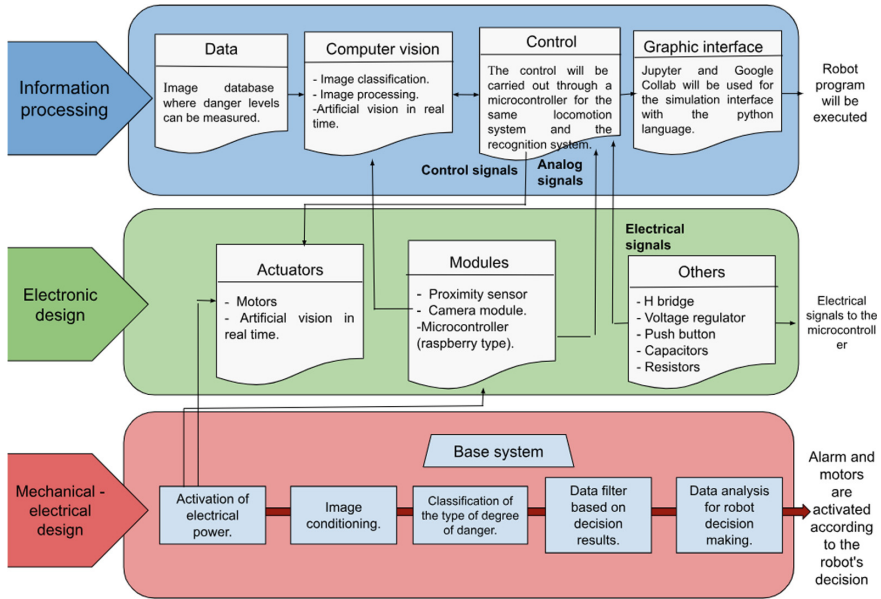 Information
processing
Data
Image database
where danger levels
can be measured.
Computer vision
- Image classification.
- Image processing.
-Artificial vision in real
time.
Control
The control will be
carried out through a
microcontroller for the
same locomotion
system and the
recognition system.
Graphic interface
Jupyter and Google
Collab will be used for
the simulation interface
with the python
language.
Robot
program
will be
executed
Control signals
Analog
signals
Electronic
design
Actuators
- Motors
- Artificial vision in
real time.
Modules
- Proximity sensor
- Camera module.
-Microcontroller
(raspberry type).
Electrical
signals
Others
- H bridge
- Voltage regulator
- Push button
- Capacitors
- Resistors
Electrical
signals to the
microcontroll
er
Mechanical -
electrical
design
Base system
Activation of
electrical
power.
Image
conditioning.
Classification of
the type of degree
of danger.
Data filter
based on
decision
results.
Data analysis
for robot
decision
making.
Alarm and
motors
are
activated
according
to the
robot's
decision